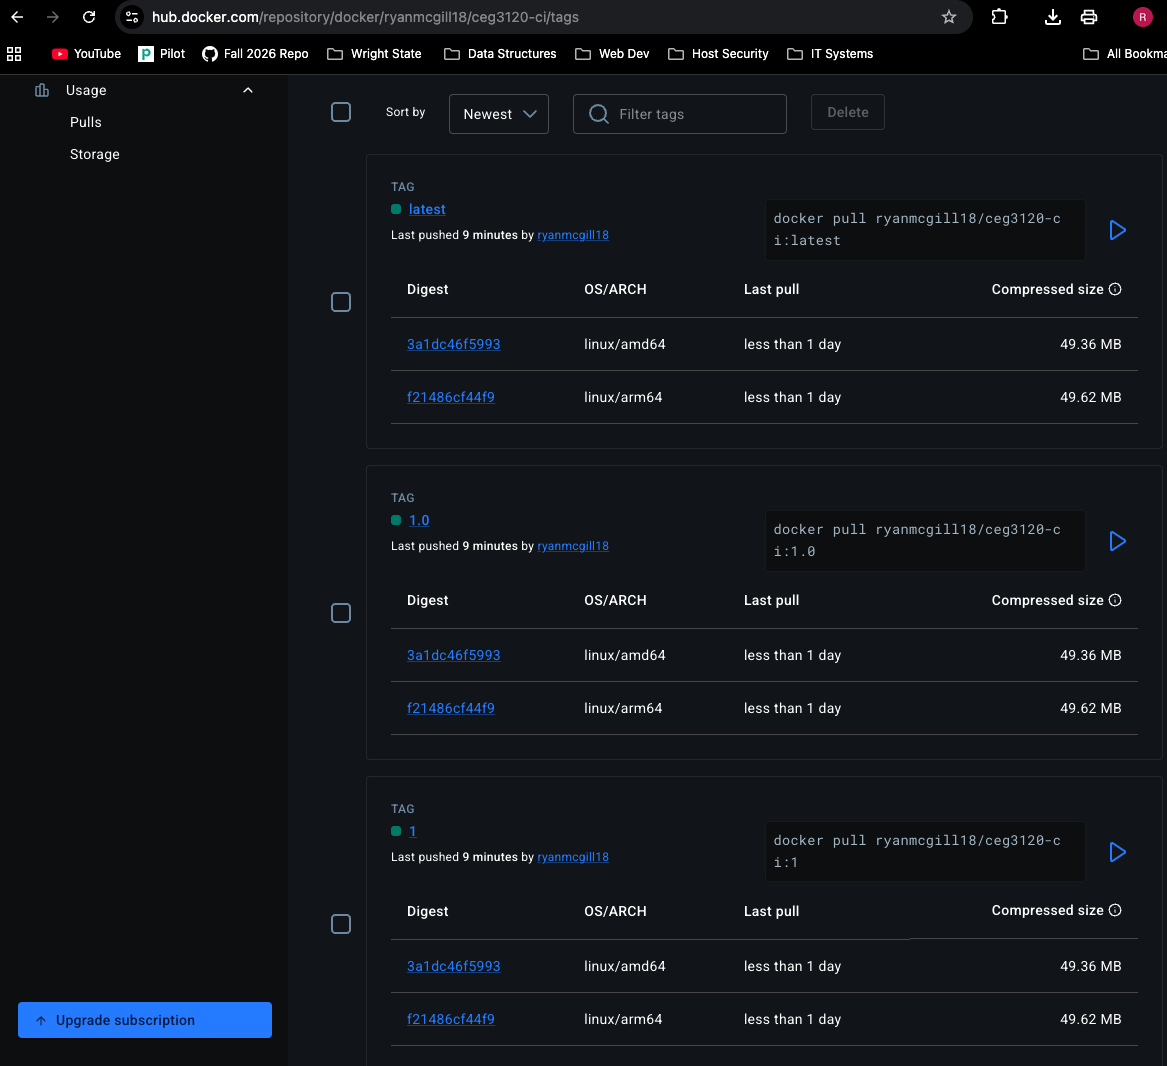 hub.docker.com/repository/docker/ryanmcgill18/ceg3120-ci/tags
R
YouTube
Pilot
Fall 2026 Repo
Wright State
Data Structures
Web Dev
Host Security
IT Systems
All Bookma
Usage
Pulls
Storage
Upgrade subscription
Sort by
Newest
Filter tags
Delete
TAG
latest
Last pushed 9 minutes by ryanmcgill18
docker pull ryanmcgill18/ceg3120-c
i:latest
Digest OS/ARCH Last pull Compressed size
3a1dc46f5993 linux/amd64 less than 1 day 49.36 MB
f21486cf44f9 linux/arm64 less than 1 day 49.62 MB
TAG
1.0
Last pushed 9 minutes by ryanmcgill18
docker pull ryanmcgill18/ceg3120-c
i:1.0
Digest OS/ARCH Last pull Compressed size
3a1dc46f5993 linux/amd64 less than 1 day 49.36 MB
f21486cf44f9 linux/arm64 less than 1 day 49.62 MB
TAG
1
Last pushed 9 minutes by ryanmcgill18
docker pull ryanmcgill18/ceg3120-c
i:1
Digest OS/ARCH Last pull Compressed size
3a1dc46f5993 linux/amd64 less than 1 day 49.36 MB
f21486cf44f9 linux/arm64 less than 1 day 49.62 MB